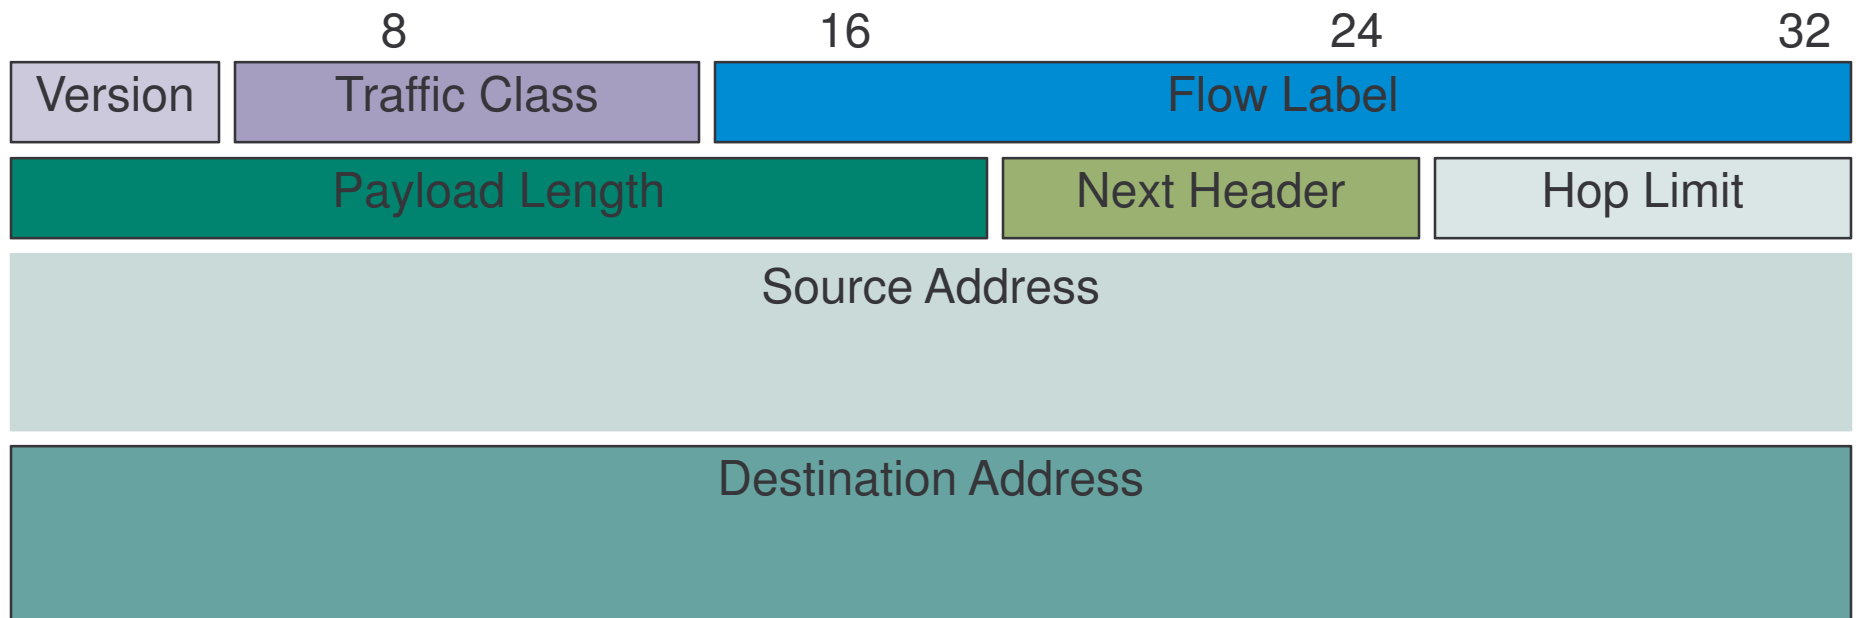 8 16 24 32
Version Traffic Class Flow Label
Payload Length Next Header Hop Limit
Source Address
Destination Address